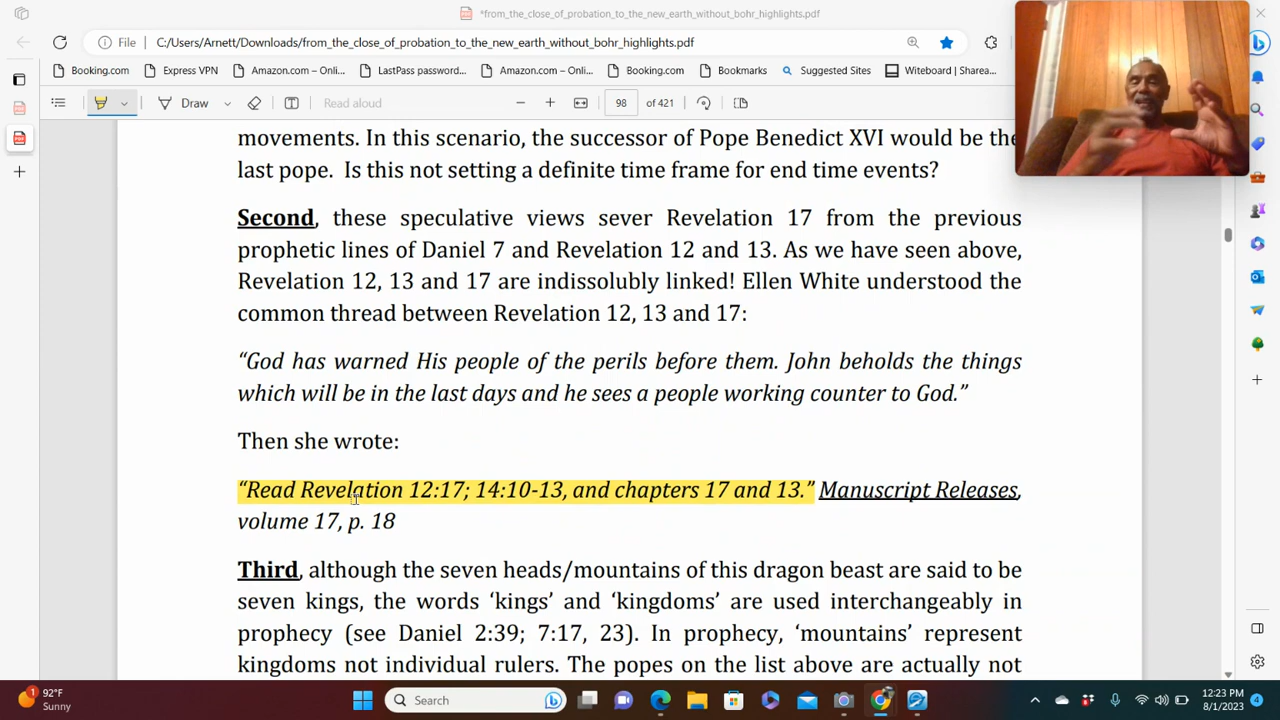 *from_the_close_of_probation_to_the_new_earth_without_bohr_highlights.pdf
File C:/Users/Arnett/Downloads/from_the_close_of_probation_to_the_new_earth_without_bohr_highlights.pdf
Booking.com Express VPN Amazon.com – Onli... LastPass password... Amazon.com – Onli... Booking.com Bookmarks Suggested Sites Witeboard | Sharea...
Draw Read aloud 98 of 421
movements. In this scenario, the successor of Pope Benedict XVI would be the
last pope. Is this not setting a definite time frame for end time events?
Second, these speculative views sever Revelation 17 from the previous
prophetic lines of Daniel 7 and Revelation 12 and 13. As we have seen above,
Revelation 12, 13 and 17 are indissolubly linked! Ellen White understood the
common thread between Revelation 12, 13 and 17:
“God has warned His people of the perils before them. John beholds the things
which will be in the last days and he sees a people working counter to God.”
Then she wrote:
“Read Revelation 12:17; 14:10-13, and chapters 17 and 13.” Manuscript Releases,
volume 17, p. 18
Third, although the seven heads/mountains of this dragon beast are said to be
seven kings, the words ‘kings’ and ‘kingdoms’ are used interchangeably in
prophecy (see Daniel 2:39; 7:17, 23). In prophecy, ‘mountains’ represent
kingdoms not individual rulers. The popes on the list above are actually not
1 92°F
Sunny
Search
12:23 PM
8/1/2023
4